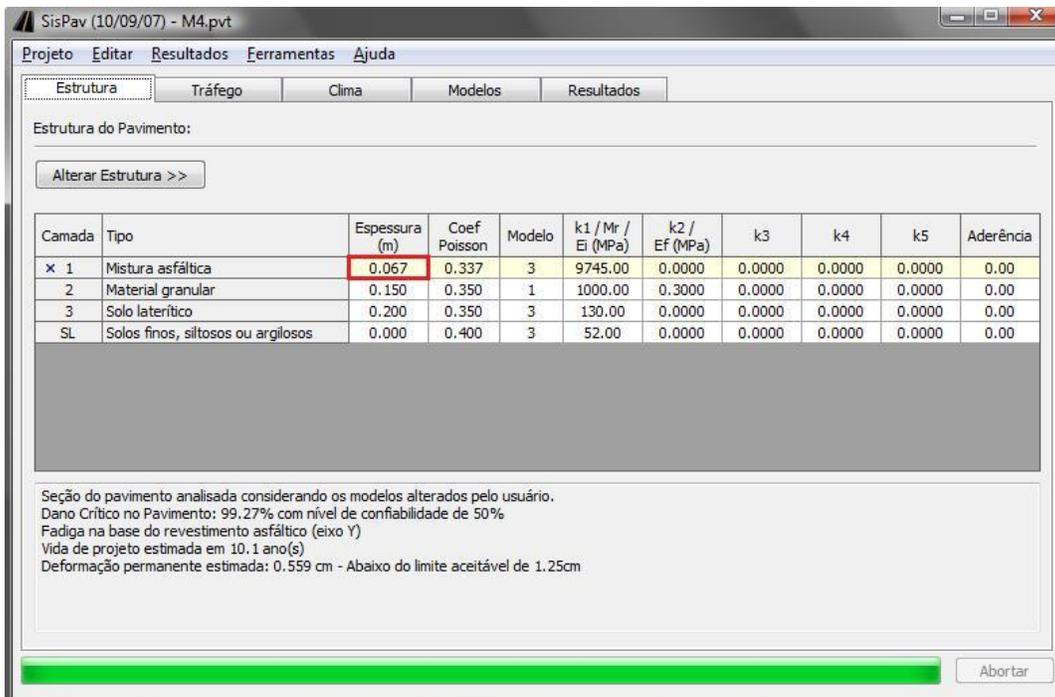 SisPav (10/09/07) - M4.pvt
Projeto Editar Resultados Ferramentas Ajuda
Estrutura Tráfego Clima Modelos Resultados
Estrutura do Pavimento:
Alterar Estrutura >>
Camada Tipo Espessura (m) Coef Poisson Modelo k1 / Mr / Ei (MPa) k2 / Ef (MPa) k3 k4 k5 Aderência
× 1 Mistura asfáltica 0.067 0.337 3 9745.00 0.0000 0.0000 0.0000 0.0000 0.00
2 Material granular 0.150 0.350 1 1000.00 0.3000 0.0000 0.0000 0.0000 0.00
3 Solo laterítico 0.200 0.350 3 130.00 0.0000 0.0000 0.0000 0.0000 0.00
SL Solos finos, siltosos ou argilosos 0.000 0.400 3 52.00 0.0000 0.0000 0.0000 0.0000 0.00
Seção do pavimento analisada considerando os modelos alterados pelo usuário.
Dano Crítico no Pavimento: 99.27% com nível de confiabilidade de 50%
Fadiga na base do revestimento asfáltico (eixo Y)
Vida de projeto estimada em 10.1 ano(s)
Deformação permanente estimada: 0.559 cm - Abaixo do limite aceitável de 1.25cm
Abortar